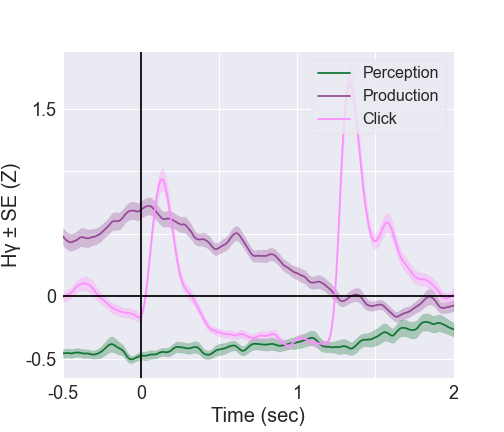 Hγ ± SE (Z)
1.5
0
-0.5
Perception
Production
Click
-0.5
0
1
2
Time (sec)